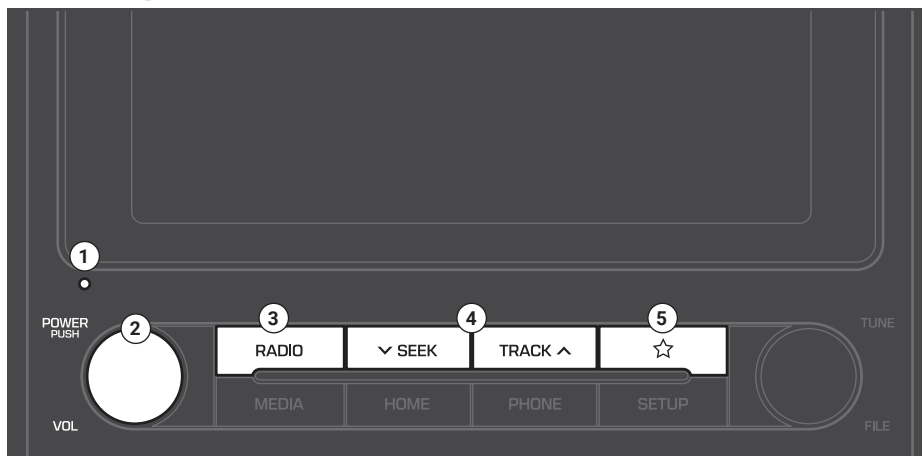 1
POWER
PUSH
2
VOL
3
RADIO
4
SEEK
TRACK
5
MEDIA
HOME
PHONE
SETUP
TUNE
FILE